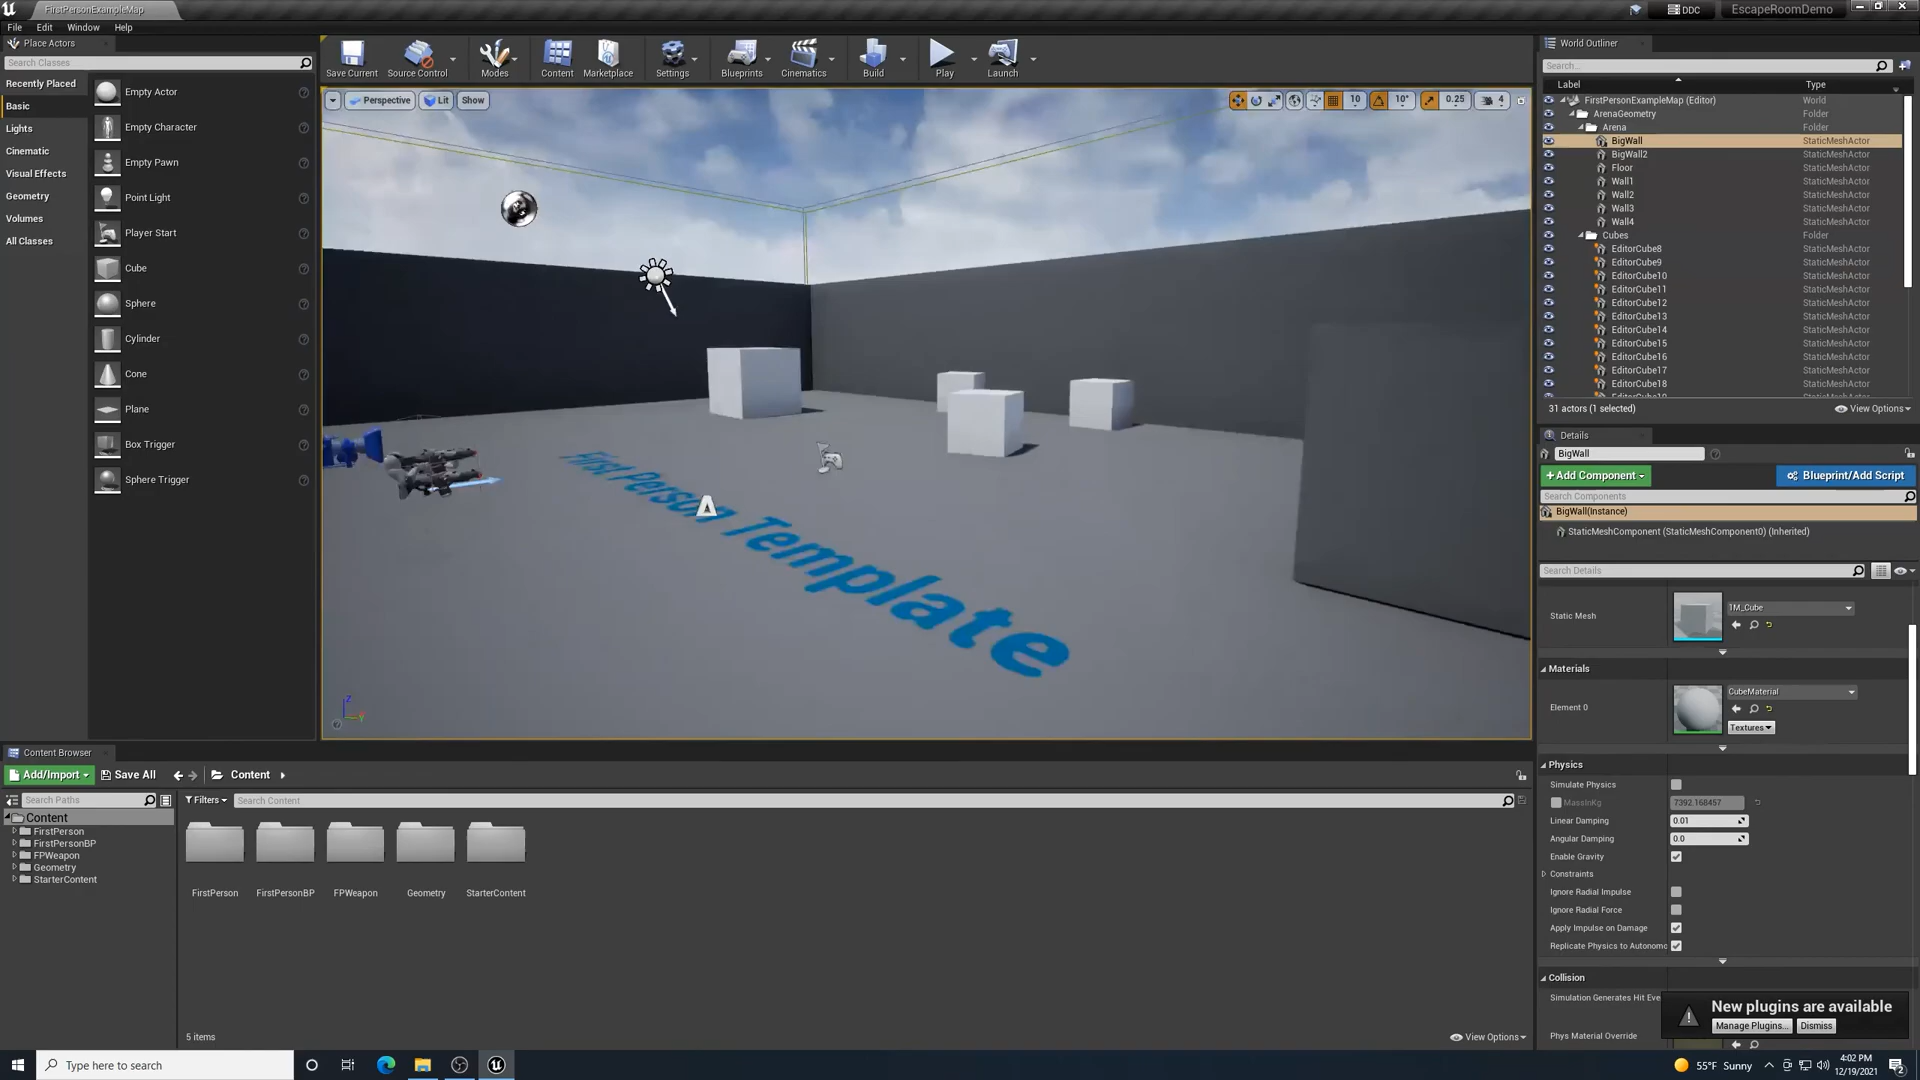 FirstPersonExampleMap
DDC
EscapeRoomDemo
File Edit Window Help
Place Actors
Search Classes
Recently Placed
Basic
Lights
Cinematic
Visual Effects
Geometry
Volumes
All Classes
Empty Actor
Empty Character
Empty Pawn
Point Light
Player Start
Cube
Sphere
Cylinder
Cone
Plane
Box Trigger
Sphere Trigger
Save Current
Source Control
Modes
Content
Marketplace
Settings
Blueprints
Cinematics
Build
Play
Launch
Perspective
Lit
Show
10
10°
0.25
4
First Person Template
World Outliner
Search...
Label Type
FirstPersonExampleMap (Editor) World
ArenaGeometry Folder
Arena Folder
BigWall StaticMeshActor
BigWall2 StaticMeshActor
Floor StaticMeshActor
Wall1 StaticMeshActor
Wall2 StaticMeshActor
Wall3 StaticMeshActor
Wall4 StaticMeshActor
Cubes Folder
EditorCube8 StaticMeshActor
EditorCube9 StaticMeshActor
EditorCube10 StaticMeshActor
EditorCube11 StaticMeshActor
EditorCube12 StaticMeshActor
EditorCube13 StaticMeshActor
EditorCube14 StaticMeshActor
EditorCube15 StaticMeshActor
EditorCube16 StaticMeshActor
EditorCube17 StaticMeshActor
EditorCube18 StaticMeshActor
31 actors (1 selected)
View Options
Details
BigWall
+Add Component
Blueprint/Add Script
Search Components
BigWall(Instance)
StaticMeshComponent (StaticMeshComponent0) (Inherited)
Search Details
Static Mesh
1M_Cube
Materials
Element 0
CubeMaterial
Textures
Physics
Simulate Physics
MassInKg 7392.168457
Linear Damping 0.01
Angular Damping 0.0
Enable Gravity
Constraints
Ignore Radial Impulse
Ignore Radial Force
Apply Impulse on Damage
Replicate Physics to Autonomo
Collision
Simulation Generates Hit Eve
Phys Material Override
New plugins are available
Manage Plugins... Dismiss
Content Browser
Add/Import
Save All
Content
Search Paths
Filters
Search Content
Content
FirstPerson
FirstPersonBP
FPWeapon
Geometry
StarterContent
FirstPerson
FirstPersonBP
FPWeapon
Geometry
StarterContent
5 items
View Options
Type here to search
55°F Sunny
4:02 PM
12/19/2021
2